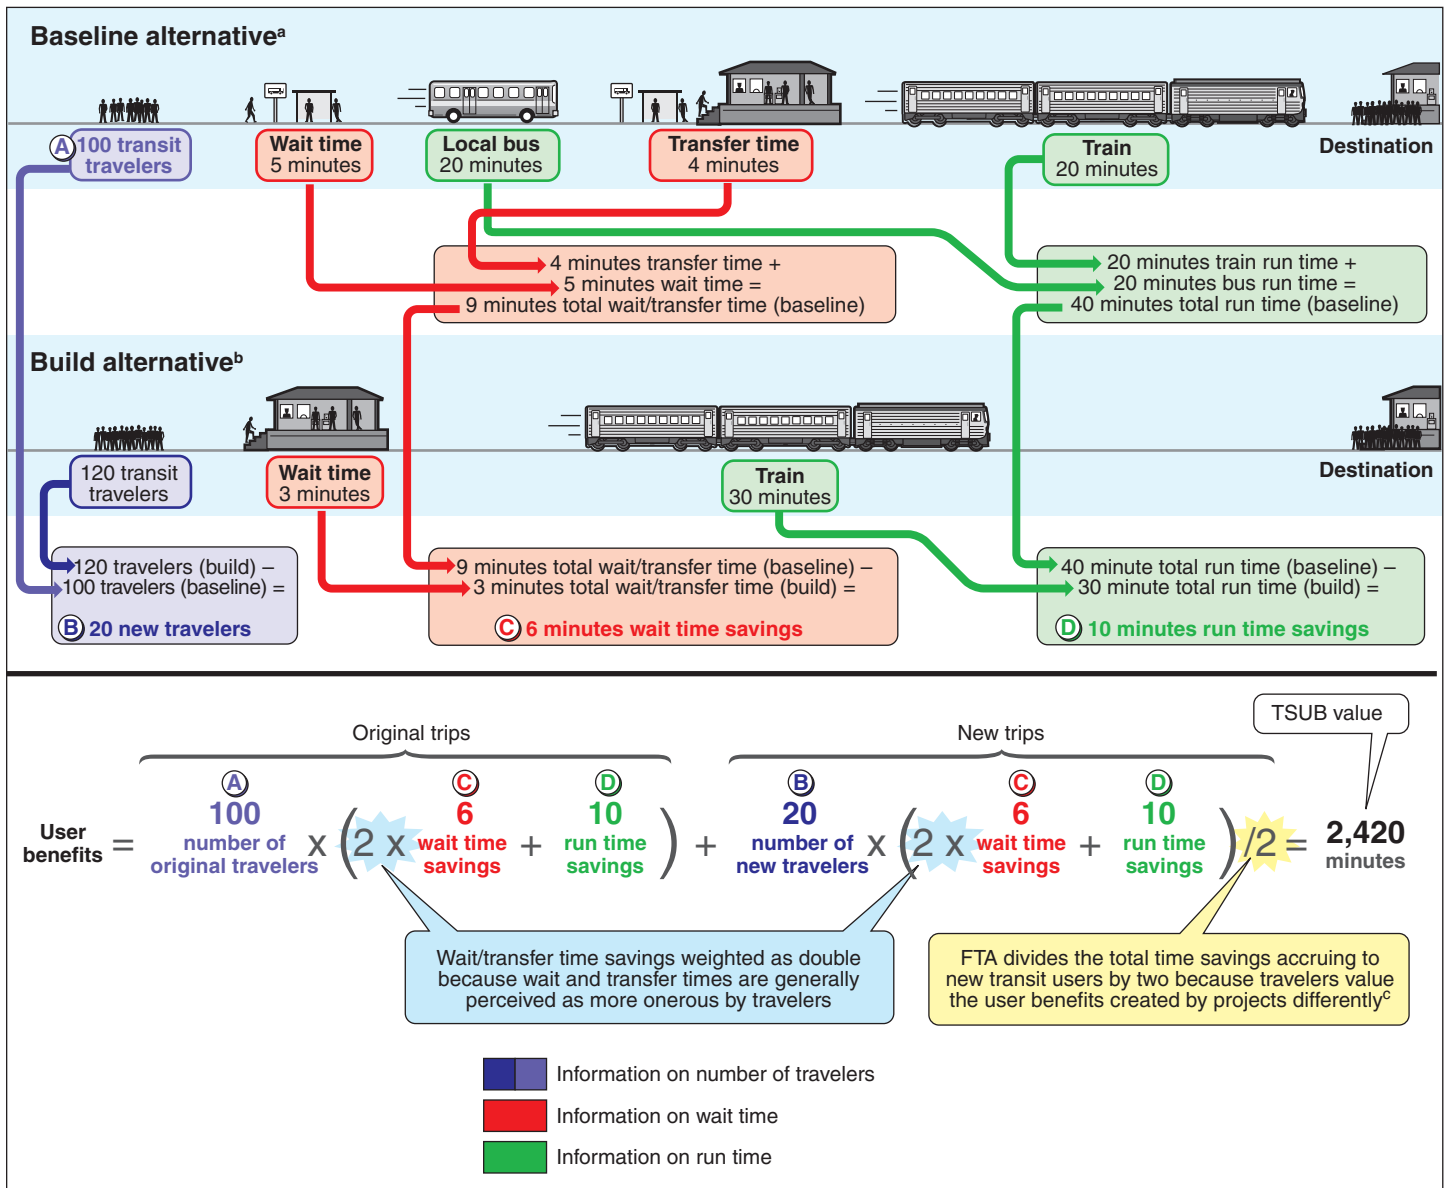 Baseline alternativeᵃ
A 100 transit
travelers
Wait time
5 minutes
Local bus
20 minutes
Transfer time
4 minutes
Train
20 minutes
Destination
4 minutes transfer time +
5 minutes wait time =
9 minutes total wait/transfer time (baseline)
20 minutes train run time +
20 minutes bus run time =
40 minutes total run time (baseline)
Build alternativeᵇ
120 transit
travelers
Wait time
3 minutes
Train
30 minutes
Destination
120 travelers (build) –
100 travelers (baseline) =
B 20 new travelers
9 minutes total wait/transfer time (baseline) –
3 minutes total wait/transfer time (build) =
C 6 minutes wait time savings
40 minute total run time (baseline) –
30 minute total run time (build) =
D 10 minutes run time savings
TSUB value
Original trips
New trips
User
benefits
=
A
100
number of
original travelers
x
(
2 x
C
6
wait time
savings
+
D
10
run time
savings
)
+
B
20
number of
new travelers
x
(
2 x
C
6
wait time
savings
+
D
10
run time
savings
)
/2
=
2,420
minutes
Wait/transfer time savings weighted as double
because wait and transfer times are generally
perceived as more onerous by travelers
FTA divides the total time savings accruing to
new transit users by two because travelers value
the user benefits created by projects differentlyᶜ
Information on number of travelers
Information on wait time
Information on run time